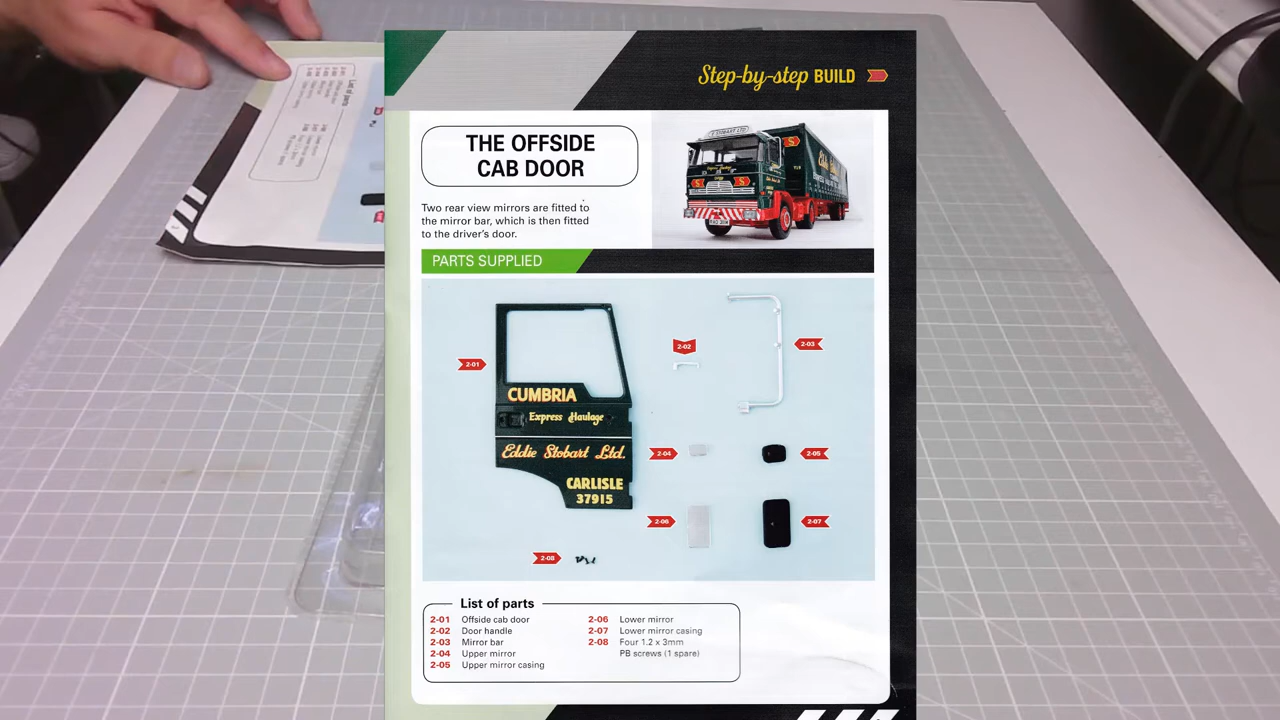 Step-by-step BUILD
THE OFFSIDE
CAB DOOR
Two rear view mirrors are fitted to
the mirror bar, which is then fitted
to the driver's door.
PARTS SUPPLIED
2-01
2-02
2-03
CUMBRIA
Express Haulage
Eddie Stobart Ltd.
CARLISLE
37915
2-04
2-05
2-06
2-07
2-08
List of parts
2-01 Offside cab door
2-02 Door handle
2-03 Mirror bar
2-04 Upper mirror
2-05 Upper mirror casing
2-06 Lower mirror
2-07 Lower mirror casing
2-08 Four 1.2 x 3mm
PB screws (1 spare)